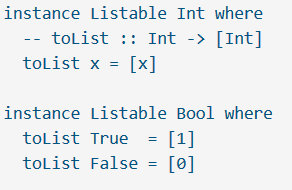 instance Listable Int where
  -- toList :: Int -> [Int]
  toList x = [x]

instance Listable Bool where
  toList True  = [1]
  toList False = [0]